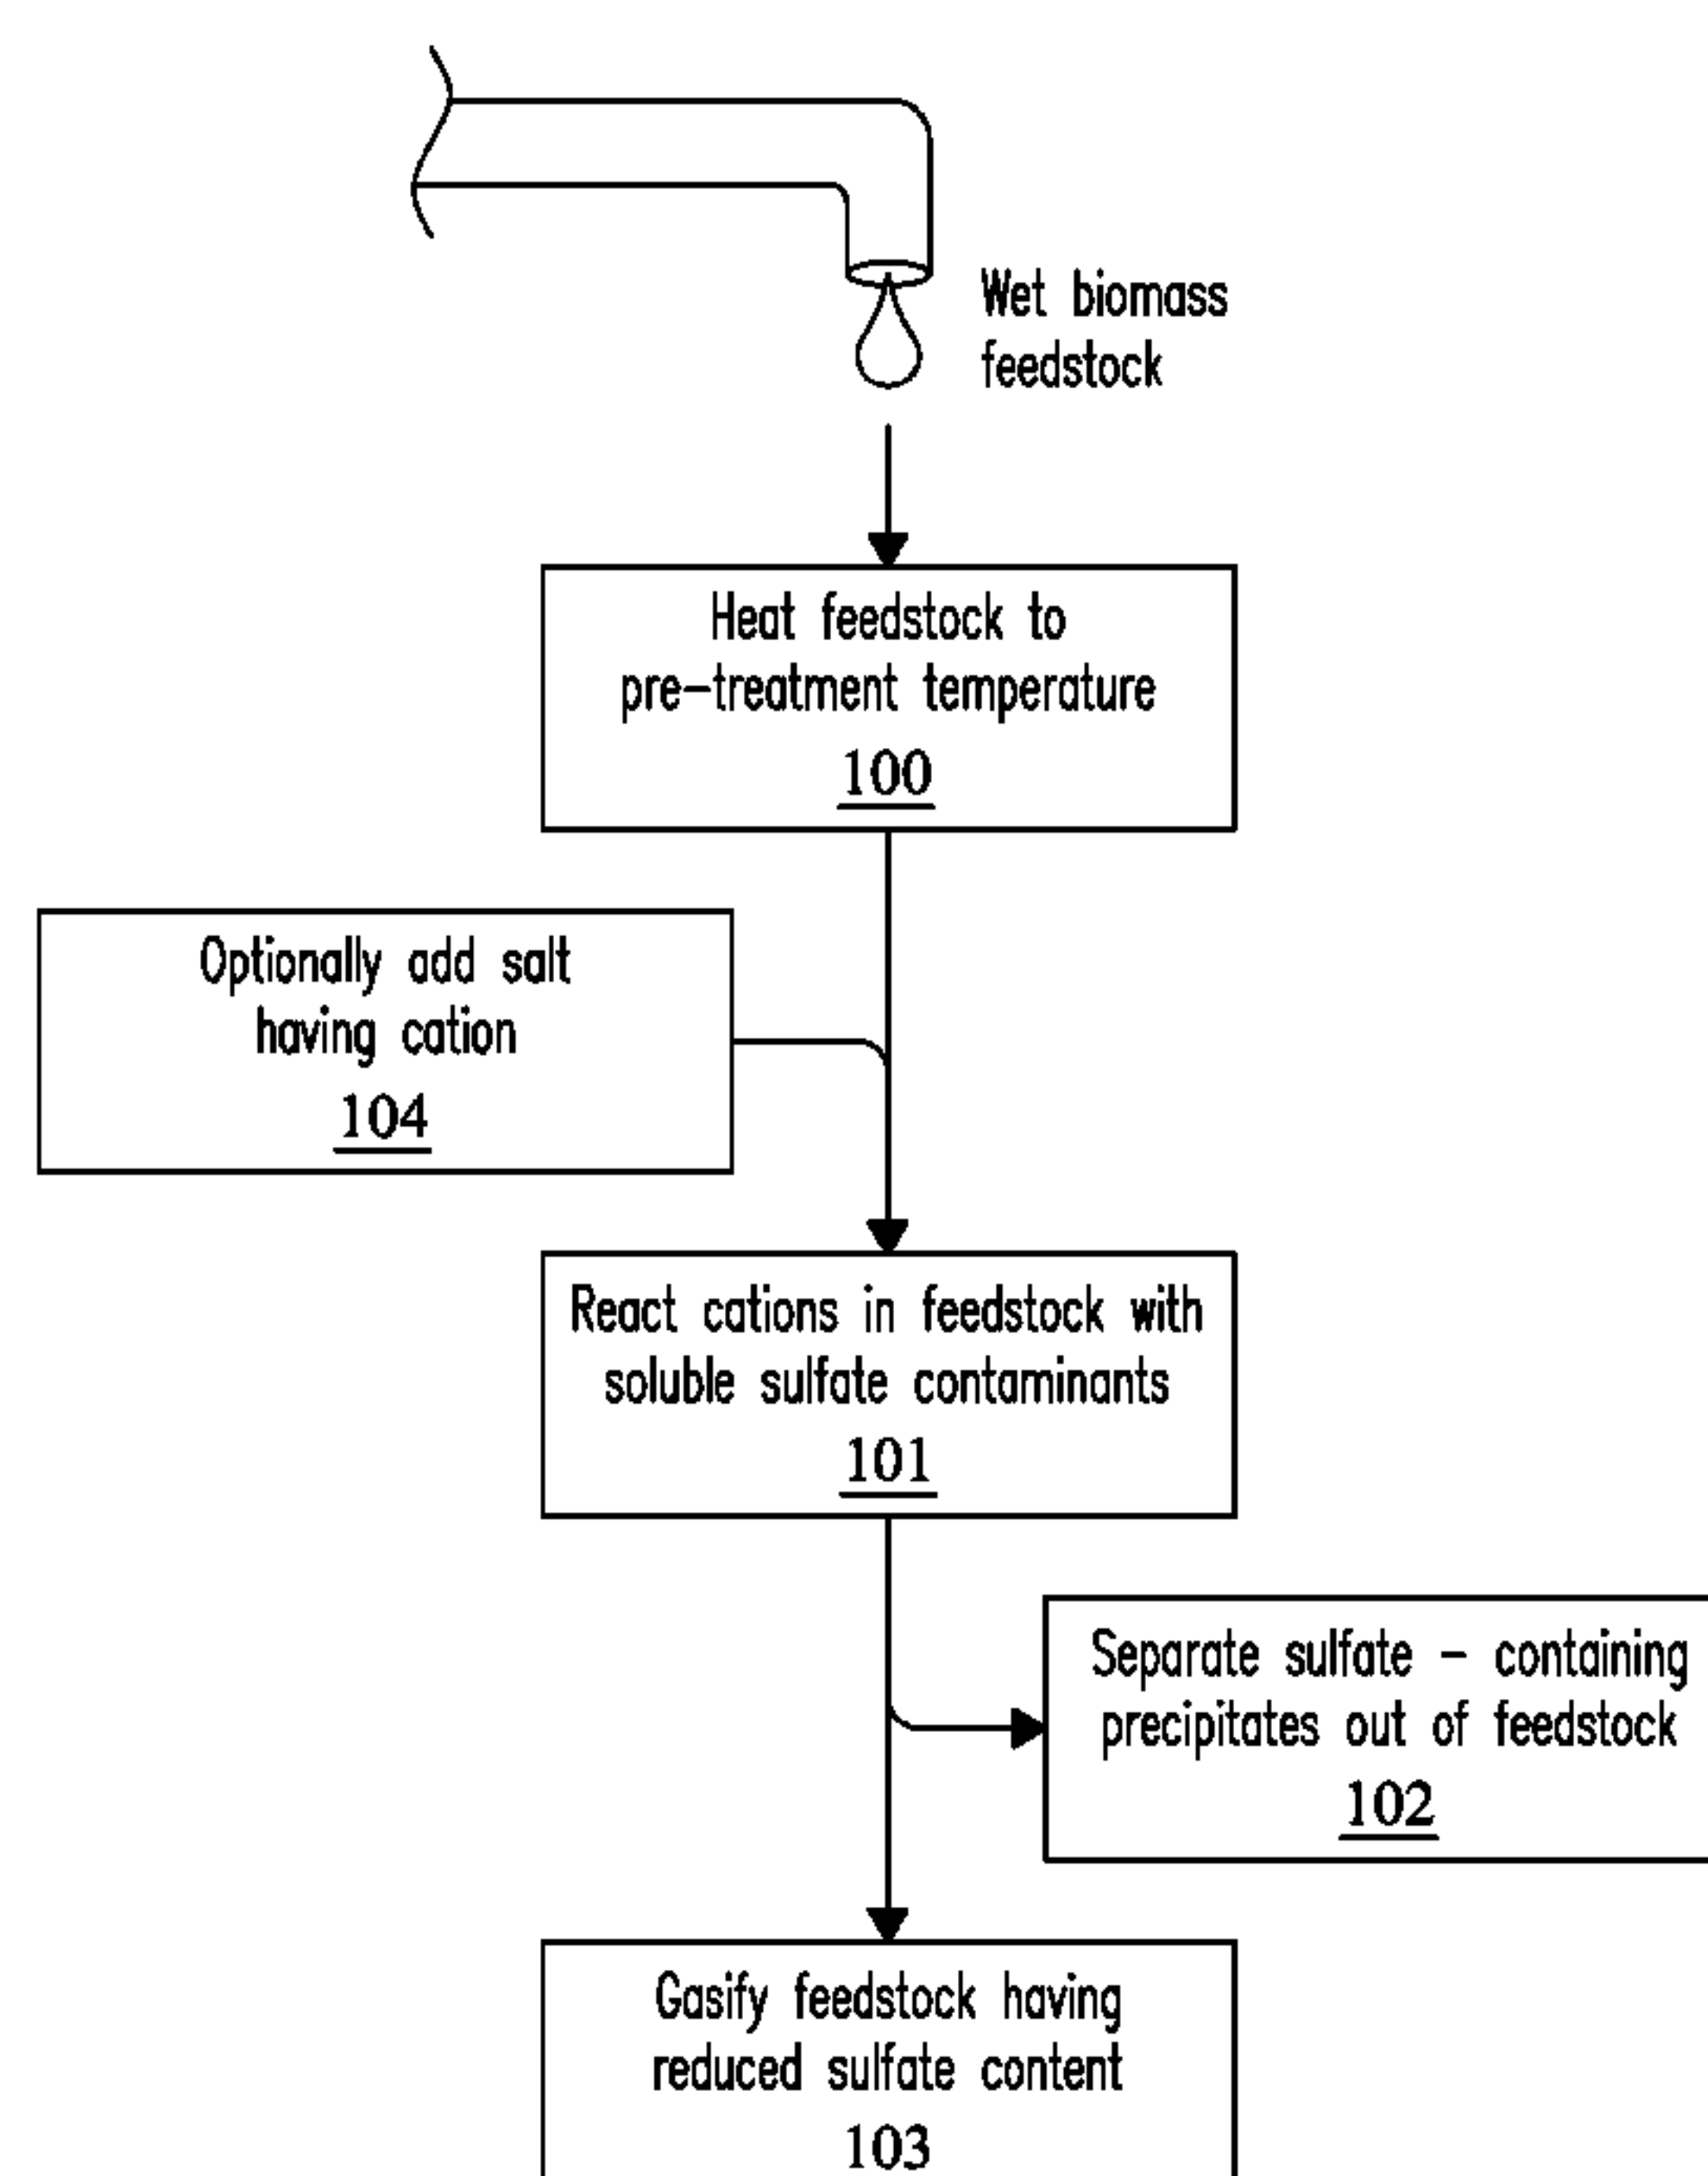 Wet biomass
feedstock
Heat feedstock to
pre-treatment temperature
100
Optionally add salt
having cation
104
React cations in feedstock with
soluble sulfate contaminants
101
Separate sulfate - containing
precipitates out of feedstock
102
Gasify feedstock having
reduced sulfate content
103